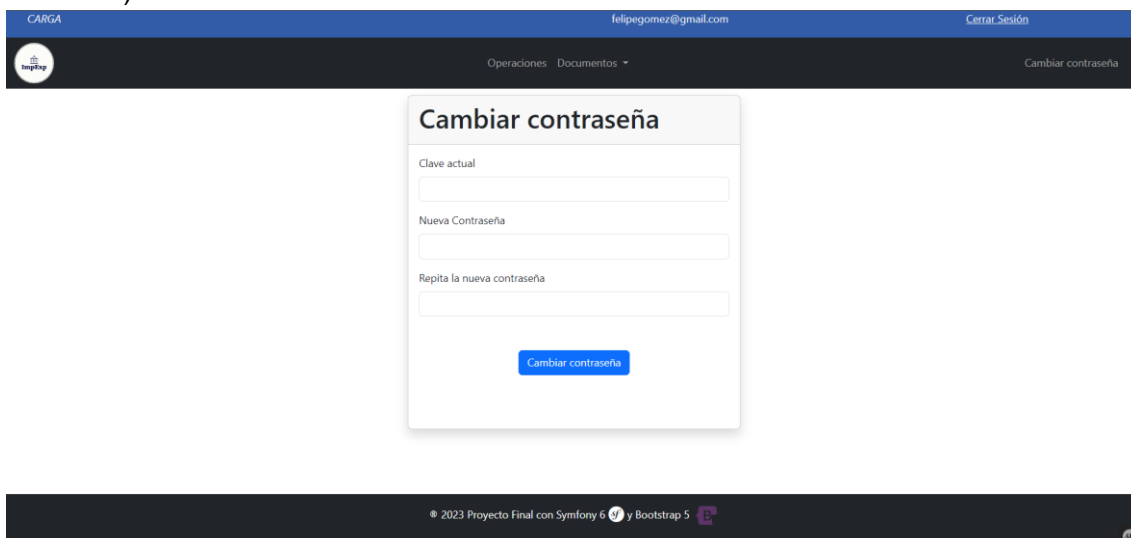 )
CARGA felipegomez@gmail.com Cerrar Sesión
ImpExp Operaciones Documentos Cambiar contraseña
Cambiar contraseña
Clave actual
Nueva Contraseña
Repita la nueva contraseña
Cambiar contraseña
® 2023 Proyecto Final con Symfony 6 sf y Bootstrap 5 B